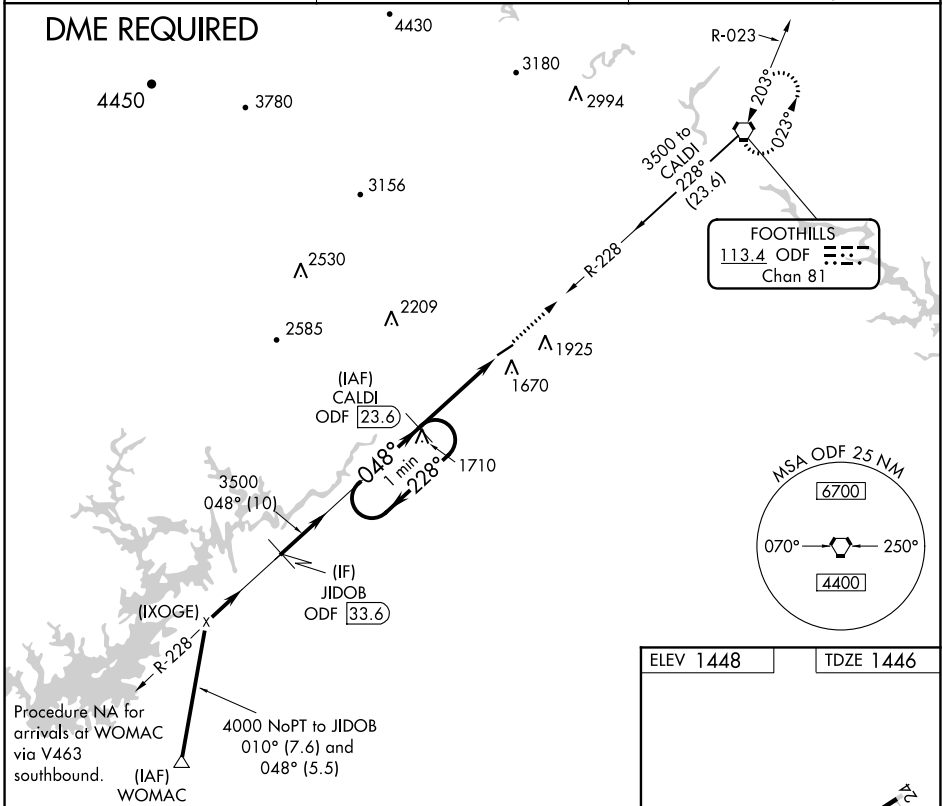 DME REQUIRED
4430
R-023
3180
4450
3780
2994
203°
023°
3500 to
CALDI
228°
(23.6)
3156
FOOTHILLS
113.4 ODF
Chan 81
R-228
2530
2209
2585
1925
1670
(IAF)
CALDI
ODF 23.6
048°
1 min
228°
1710
3500
048° (10)
MSA ODF 25 NM
6700
070°
250°
4400
(IF)
JIDOB
ODF 33.6
(IXOGE)
R-228
ELEV 1448
TDZE 1446
Procedure NA for
arrivals at WOMAC
via V463
southbound.
4000 NoPT to JIDOB
010° (7.6) and
048° (5.5)
(IAF)
WOMAC
24